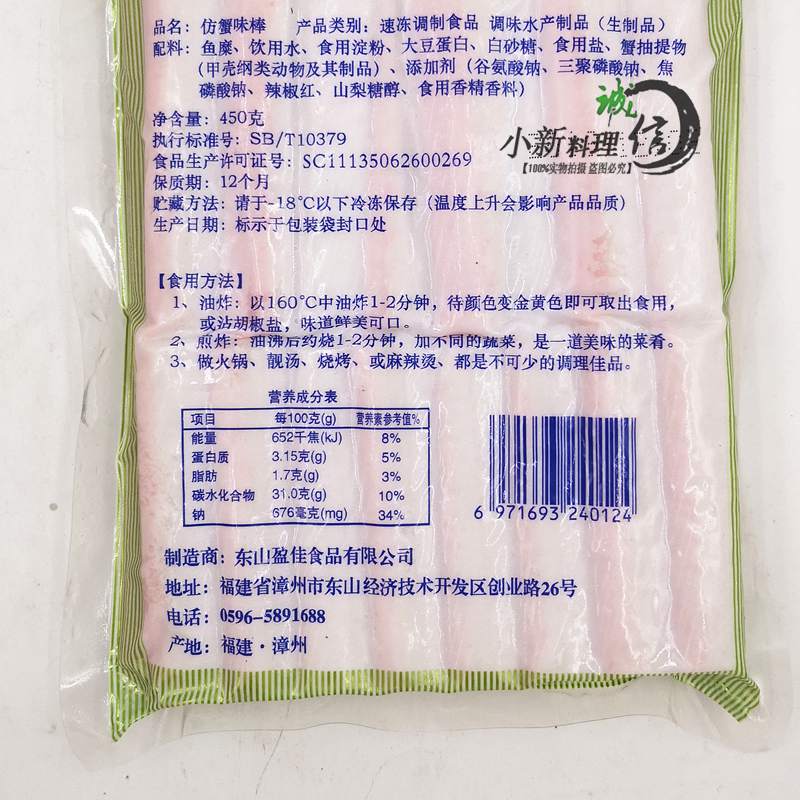 品名：仿蟹味棒 产品类别：速冻调制食品 调味水产制品（生制品）
配料：鱼糜、饮用水、食用淀粉、大豆蛋白、白砂糖、食用盐、蟹抽提物
（甲壳纲类动物及其制品）、添加剂（谷氨酸钠、三聚磷酸钠、焦
磷酸钠、辣椒红、山梨糖醇、食用香精香料）
诚信
小新料理
【100%实物拍摄 盗图必究】
净含量：450克
执行标准号：SB/T10379
食品生产许可证号：SC11135062600269
保质期：12个月
贮藏方法：请于-18°C以下冷冻保存（温度上升会影响产品品质）
生产日期：标示于包装袋封口处
【食用方法】
1、油炸：以160°C中油炸1-2分钟，待颜色变金黄色即可取出食用，
或沾胡椒盐，味道鲜美可口。
2、煎炸：油沸后约烧1-2分钟，加不同的蔬菜，是一道美味的菜肴。
3、做火锅、靓汤、烧烤、或麻辣烫、都是不可少的调理佳品。
营养成分表
项目 每100克(g) 营养素参考值%
能量 652千焦(kJ) 8%
蛋白质 3.15克(g) 5%
脂肪 1.7克(g) 3%
碳水化合物 31.0克(g) 10%
钠 676毫克(mg) 34%
6 971693 240124
制造商：东山盈佳食品有限公司
地址：福建省漳州市东山经济技术开发区创业路26号
电话：0596-5891688
产地：福建·漳州